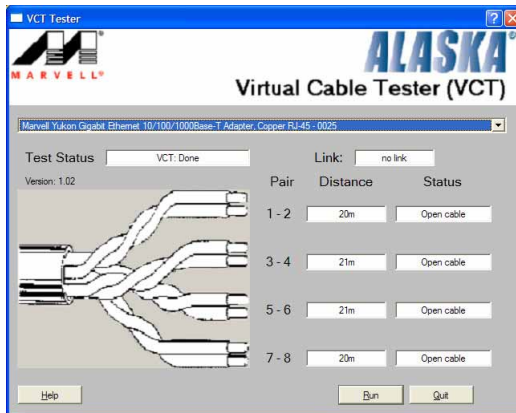 VCT Tester
MARVELL®
ALASKA®
Virtual Cable Tester (VCT)
Marvell Yukon Gigabit Ethernet 10/100/1000Base-T Adapter, Copper RJ-45 - 0025
Test Status VCT: Done Link: no link
Version: 1.02 Pair Distance Status
1 - 2 20m Open cable
3 - 4 21m Open cable
5 - 6 21m Open cable
7 - 8 20m Open cable
Help Run Quit